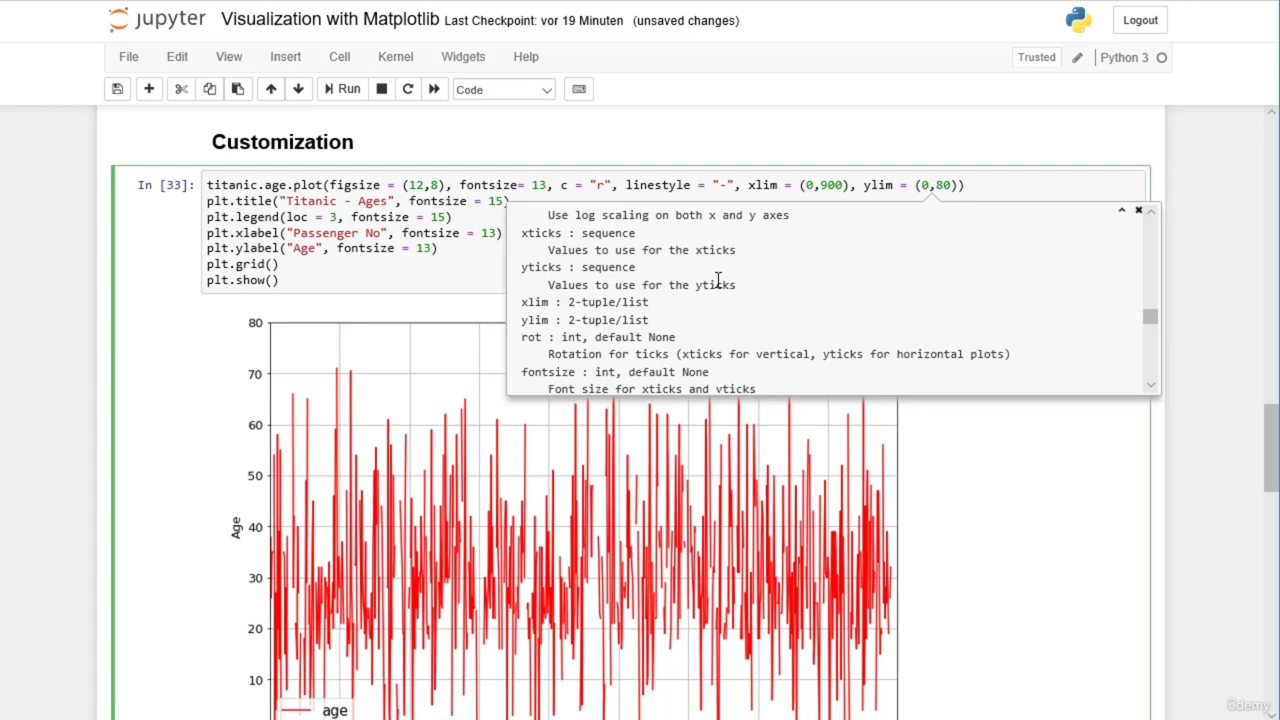 jupyter Visualization with Matplotlib Last Checkpoint: vor 19 Minuten (unsaved changes) Logout
File Edit View Insert Cell Kernel Widgets Help Trusted Python 3
Run Code
Customization
In [33]: titanic.age.plot(figsize = (12,8), fontsize= 13, c = "r", linestyle = "-", xlim = (0,900), ylim = (0,80))
plt.title("Titanic - Ages", fontsize = 15)
plt.legend(loc = 3, fontsize = 15)
plt.xlabel("Passenger No", fontsize = 13)
plt.ylabel("Age", fontsize = 13)
plt.grid()
plt.show()
Use log scaling on both x and y axes
xticks : sequence
Values to use for the xticks
yticks : sequence
Values to use for the yticks
xlim : 2-tuple/list
ylim : 2-tuple/list
rot : int, default None
Rotation for ticks (xticks for vertical, yticks for horizontal plots)
fontsize : int, default None
Font size for xticks and yticks
80
70
60
50
40
30
20
10
Age
age
ûdemy